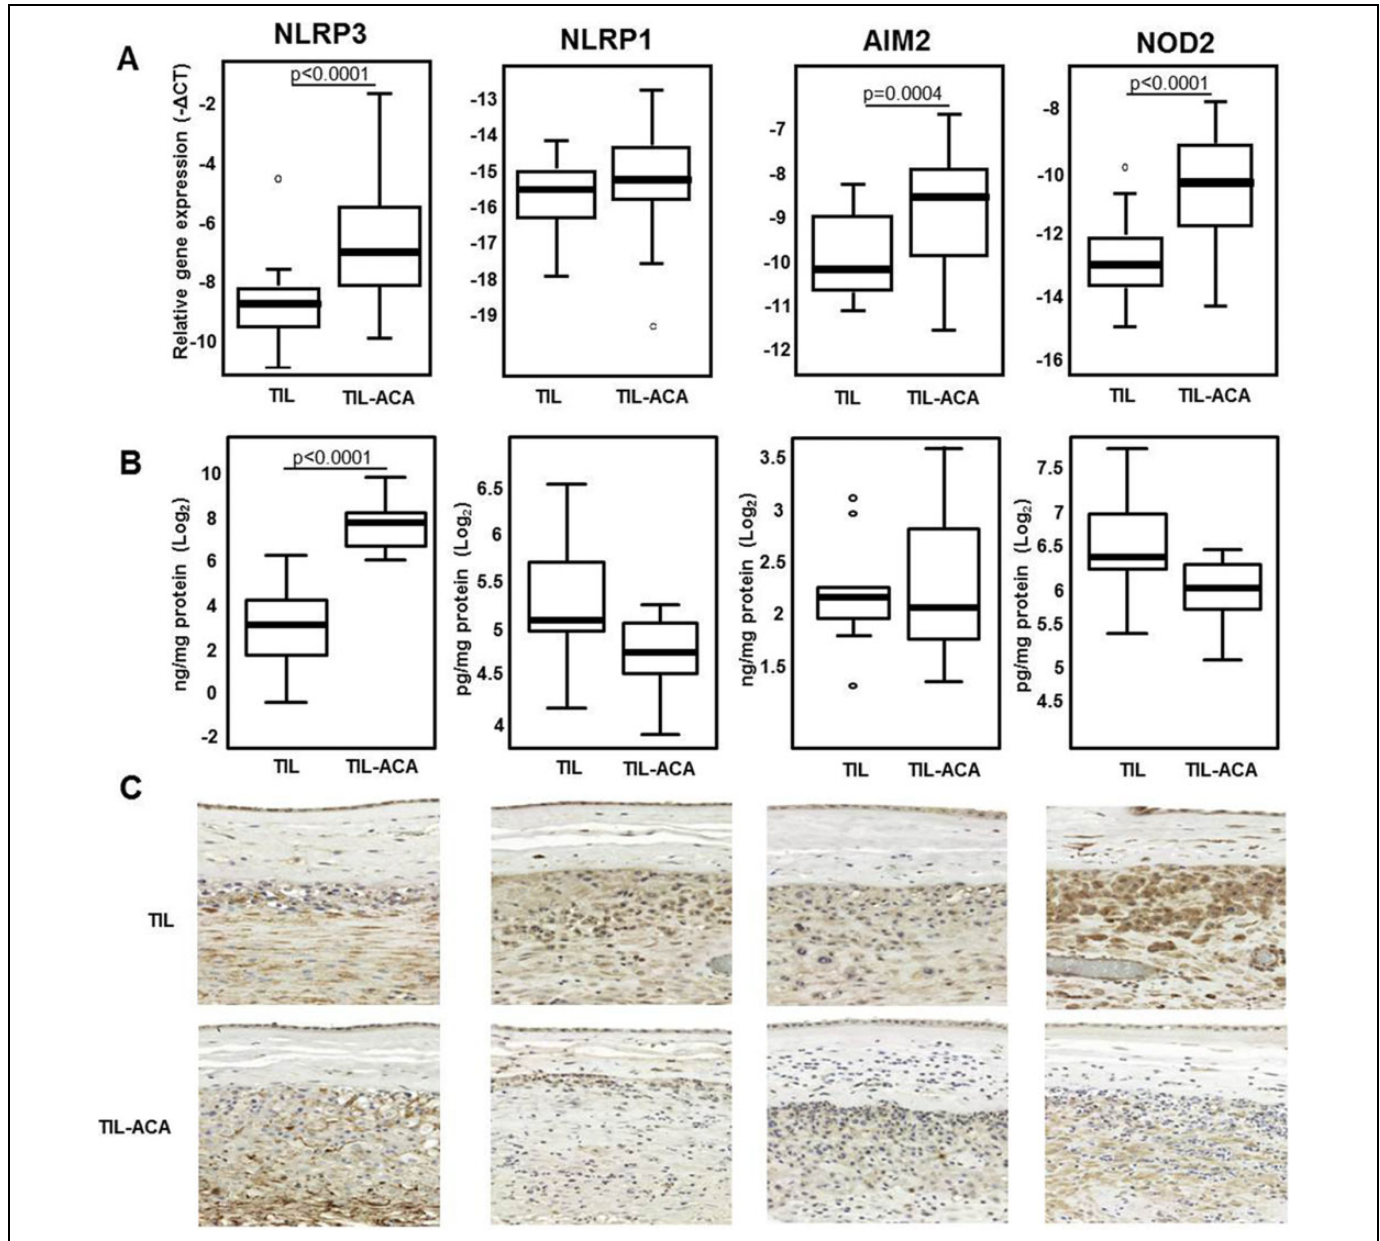 NLRP3 NLRP1 AIM2 NOD2
A
Relative gene expression (-ΔCT)
p<0.0001
-2
-4
-6
-8
-10
TIL TIL-ACA
-13
-14
-15
-16
-17
-18
-19
TIL TIL-ACA
p=0.0004
-7
-8
-9
-10
-11
-12
TIL TIL-ACA
p<0.0001
-8
-10
-12
-14
-16
TIL TIL-ACA
B
ng/mg protein (Log₂)
p<0.0001
10
8
6
4
2
0
-2
TIL TIL-ACA
pg/mg protein (Log₂)
6.5
6
5.5
5
4.5
4
TIL TIL-ACA
ng/mg protein (Log₂)
3.5
3
2.5
2
1.5
TIL TIL-ACA
pg/mg protein (Log₂)
7.5
7
6.5
6
5.5
5
4.5
TIL TIL-ACA
C
TIL
TIL-ACA